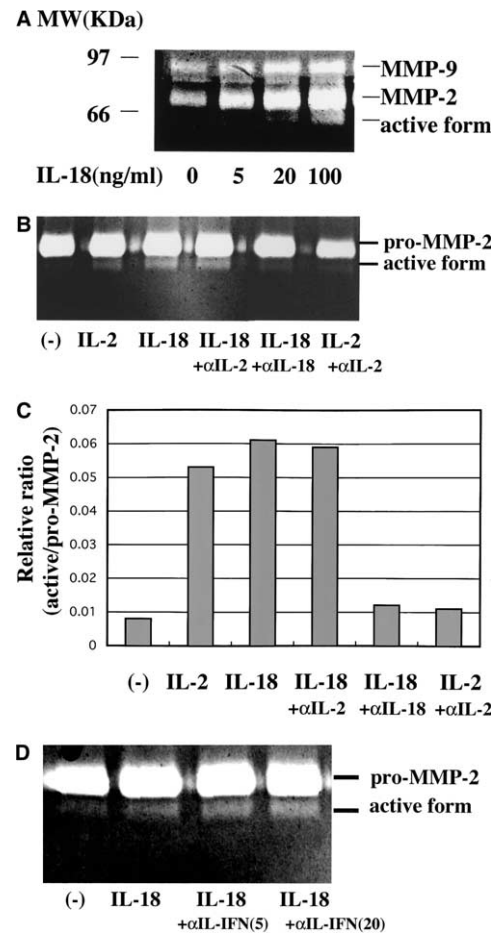 A MW(KDa)
97
MMP-9
MMP-2
66
active form
IL-18(ng/ml) 0 5 20 100
B
pro-MMP-2
active form
(-) IL-2 IL-18 IL-18 IL-18 IL-2
+αIL-2 +αIL-18 +αIL-2
C
0.07
0.06
0.05
0.04
0.03
0.02
0.01
0
Relative ratio
(active/pro-MMP-2)
(-) IL-2 IL-18 IL-18 IL-18 IL-2
+αIL-2 +αIL-18 +αIL-2
D
pro-MMP-2
active form
(-) IL-18 IL-18 IL-18
+αIL-IFN(5) +αIL-IFN(20)